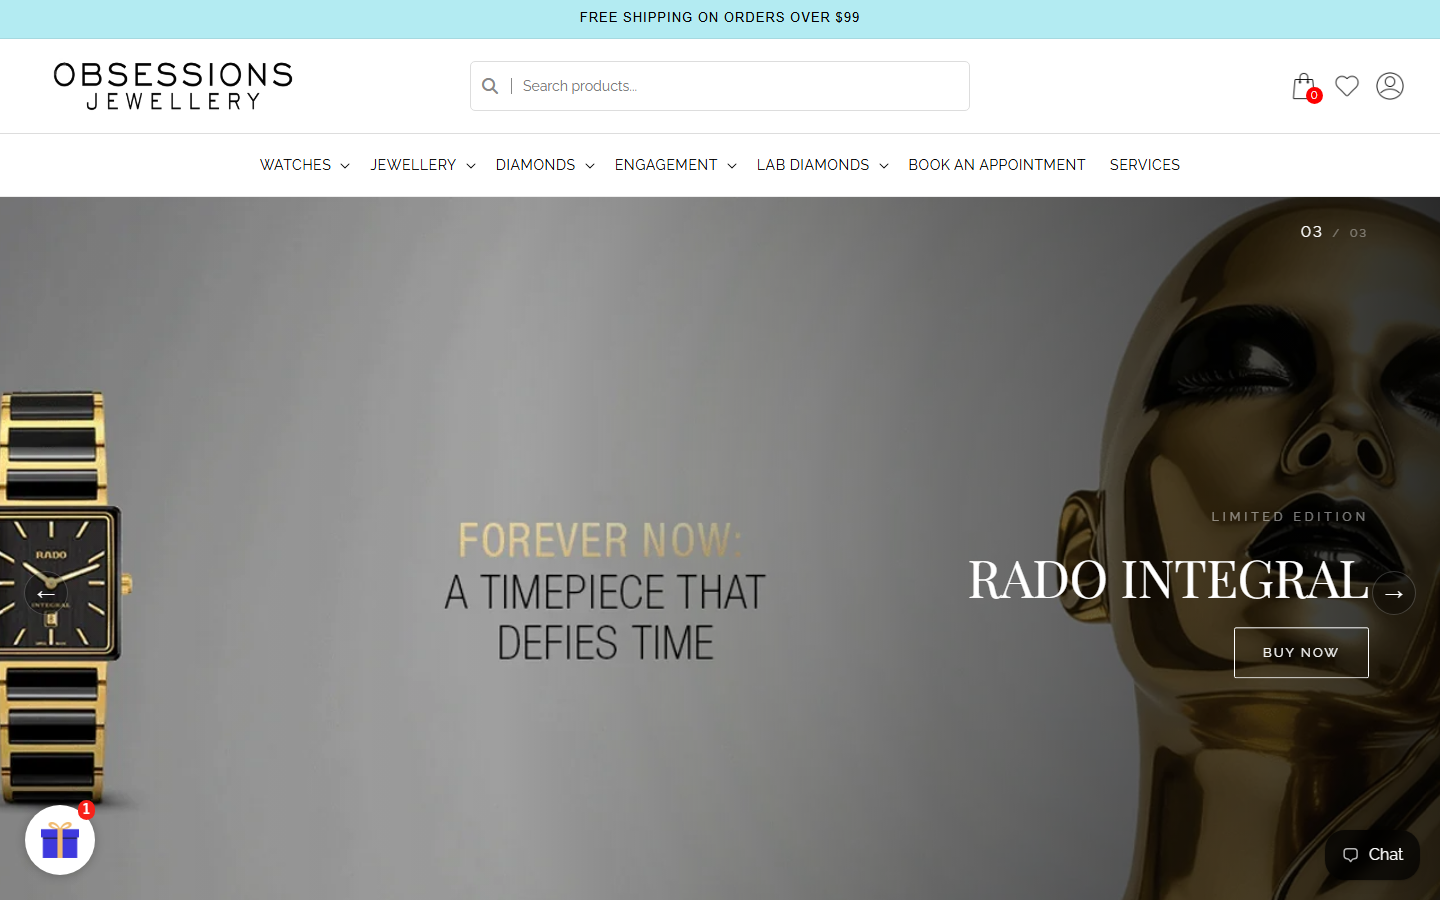 FREE SHIPPING ON ORDERS OVER $99
OBSESSIONS
JEWELLERY
Search products...
0
WATCHES
JEWELLERY
DIAMONDS
ENGAGEMENT
LAB DIAMONDS
BOOK AN APPOINTMENT
SERVICES
03 / 03
RADO
INTEGRAL
FOREVER NOW:
A TIMEPIECE THAT
DEFIES TIME
LIMITED EDITION
RADO INTEGRAL
← →
BUY NOW
1
Chat